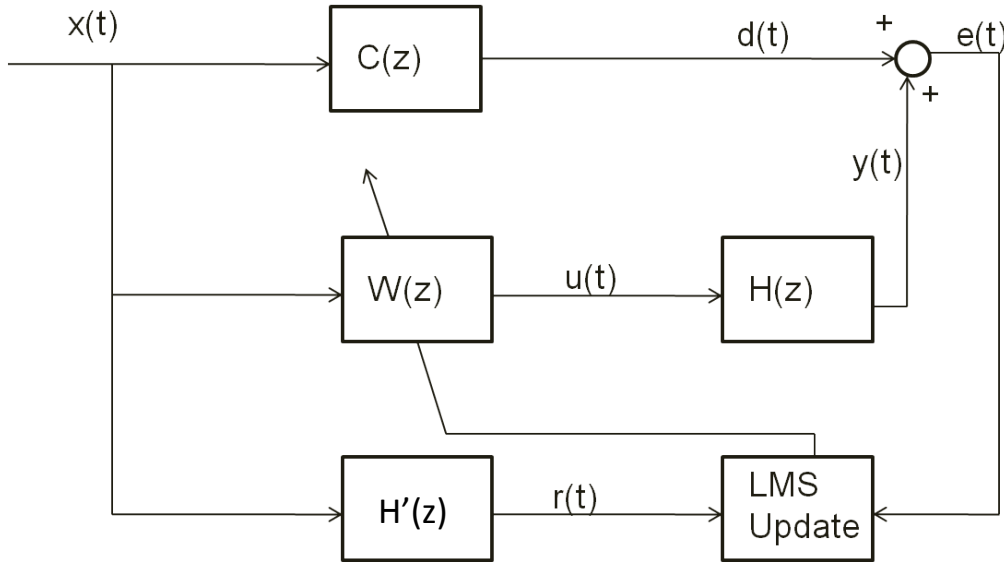 x(t)
C(z)
d(t)
+
e(t)
+
y(t)
W(z)
u(t)
H(z)
H’(z)
r(t)
LMS
Update